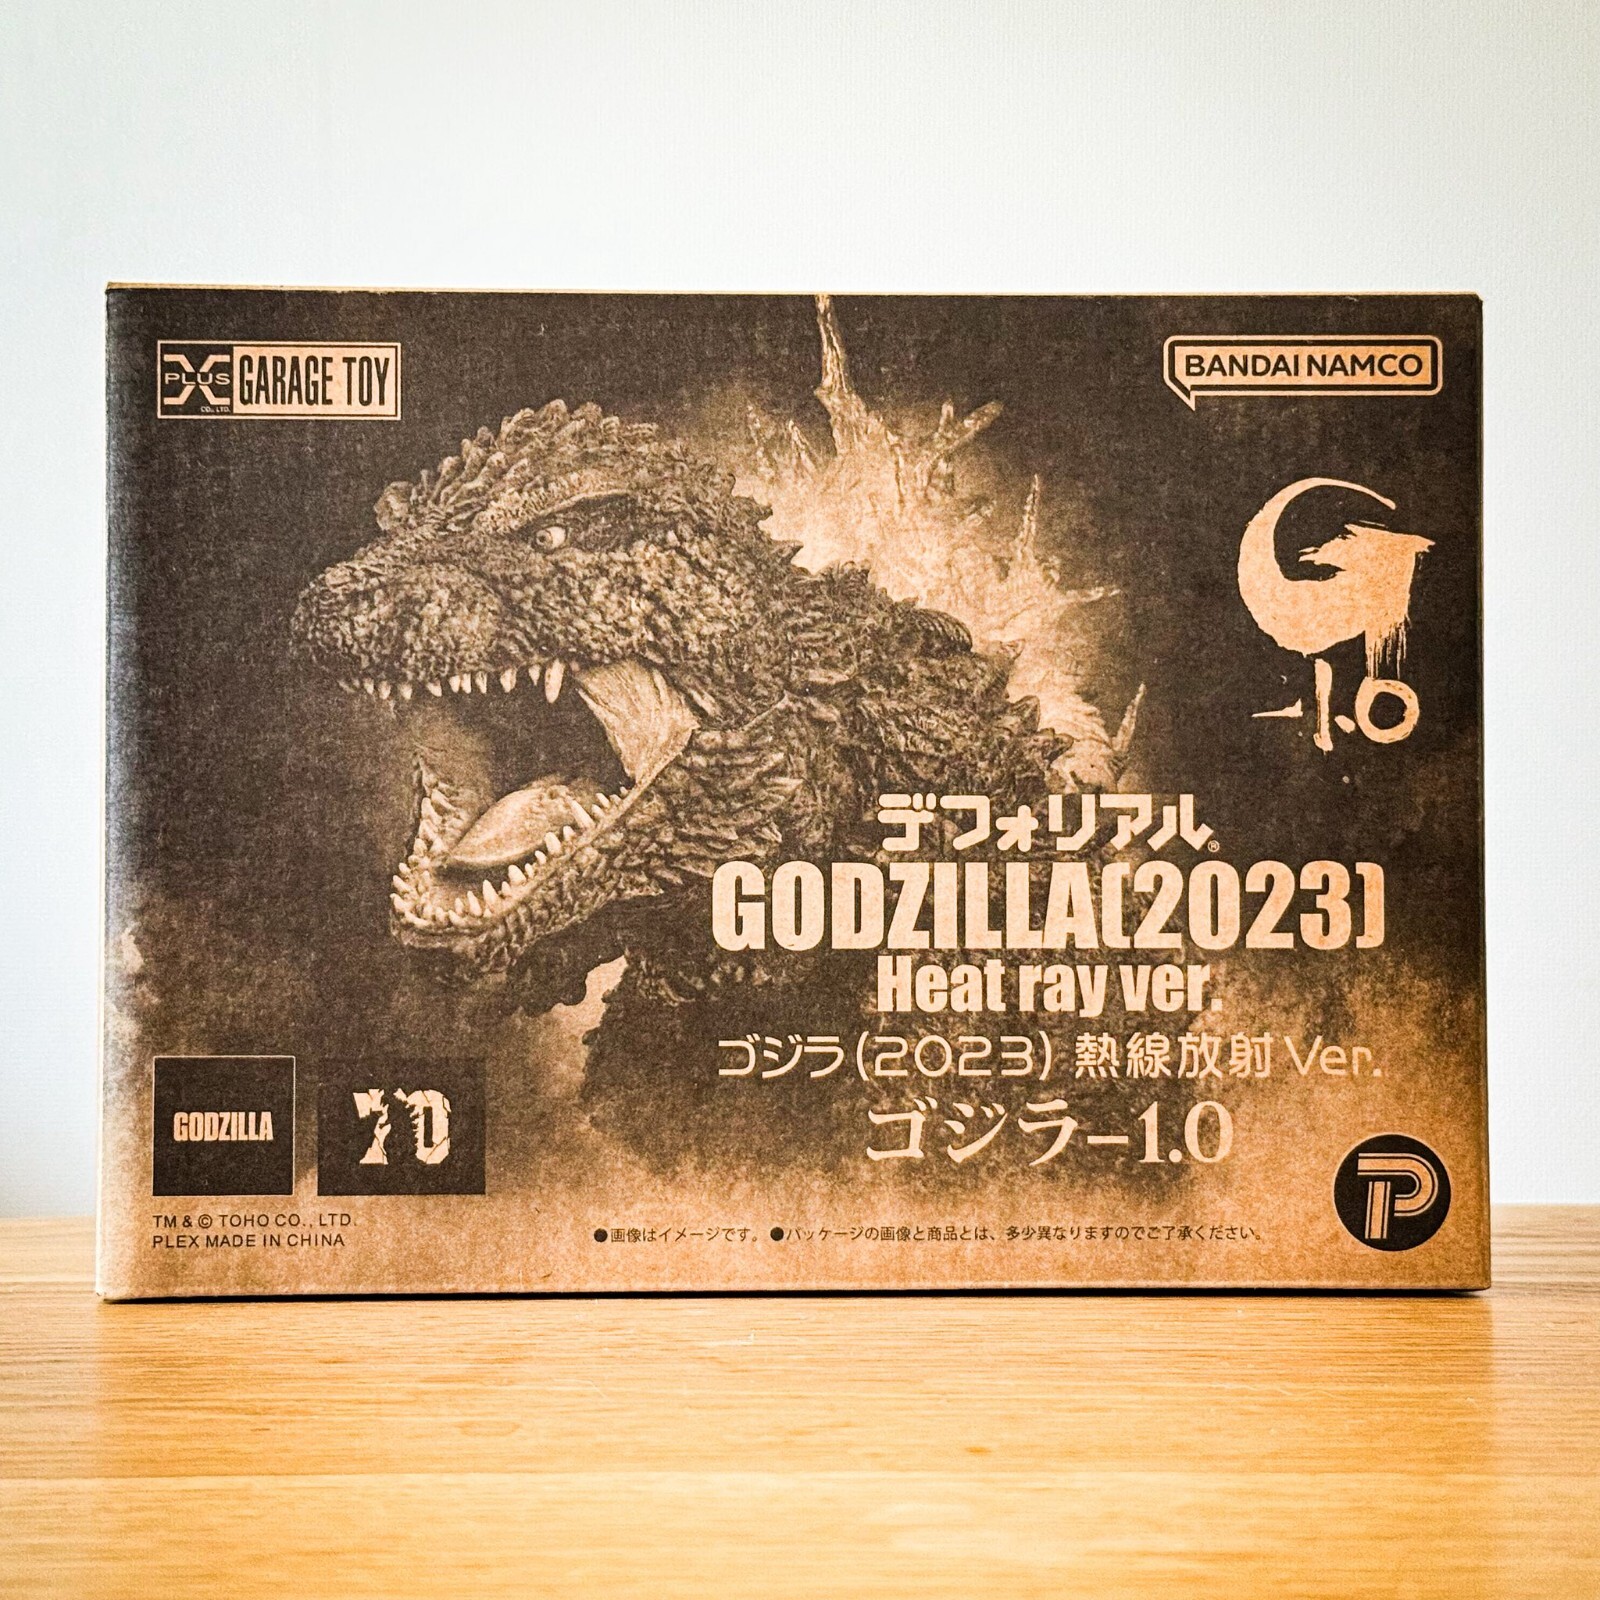 X PLUS CO., LTD. GARAGE TOY
BANDAI NAMCO
G
-1.0
デフォリアル®
GODZILLA(2023)
Heat ray ver.
ゴジラ(2023) 熱線放射 Ver.
ゴジラ-1.0
GODZILLA
70
P
TM & © TOHO CO., LTD.
PLEX MADE IN CHINA
●画像はイメージです。●パッケージの画像と商品とは、多少異なりますのでご了承ください。